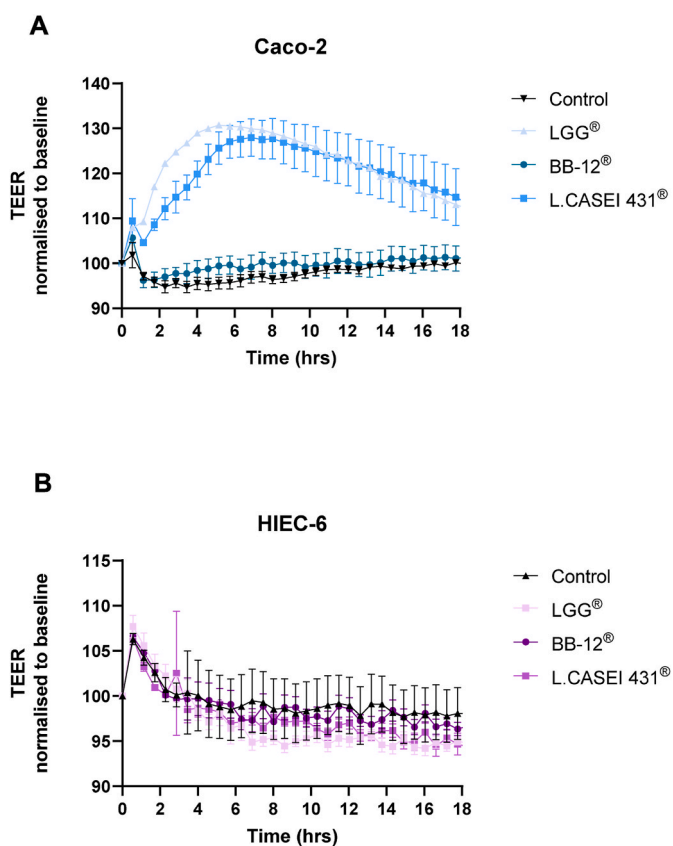 A
Caco-2
140
130
120
110
100
90
TEER
normalised to baseline
0 2 4 6 8 10 12 14 16 18
Time (hrs)
Control
LGG®
BB-12®
L.CASEI 431®
B
HIEC-6
115
110
105
100
95
90
TEER
normalised to baseline
0 2 4 6 8 10 12 14 16 18
Time (hrs)
Control
LGG®
BB-12®
L.CASEI 431®